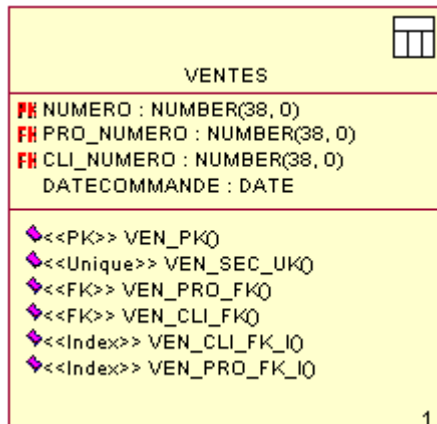 VENTES
PK NUMERO : NUMBER(38, 0)
FK PRO_NUMERO : NUMBER(38, 0)
FK CLI_NUMERO : NUMBER(38, 0)
DATECOMMANDE : DATE
<<PK>> VEN_PK()
<<Unique>> VEN_SEC_UK()
<<FK>> VEN_PRO_FK()
<<FK>> VEN_CLI_FK()
<<Index>> VEN_CLI_FK_I()
<<Index>> VEN_PRO_FK_I()
1